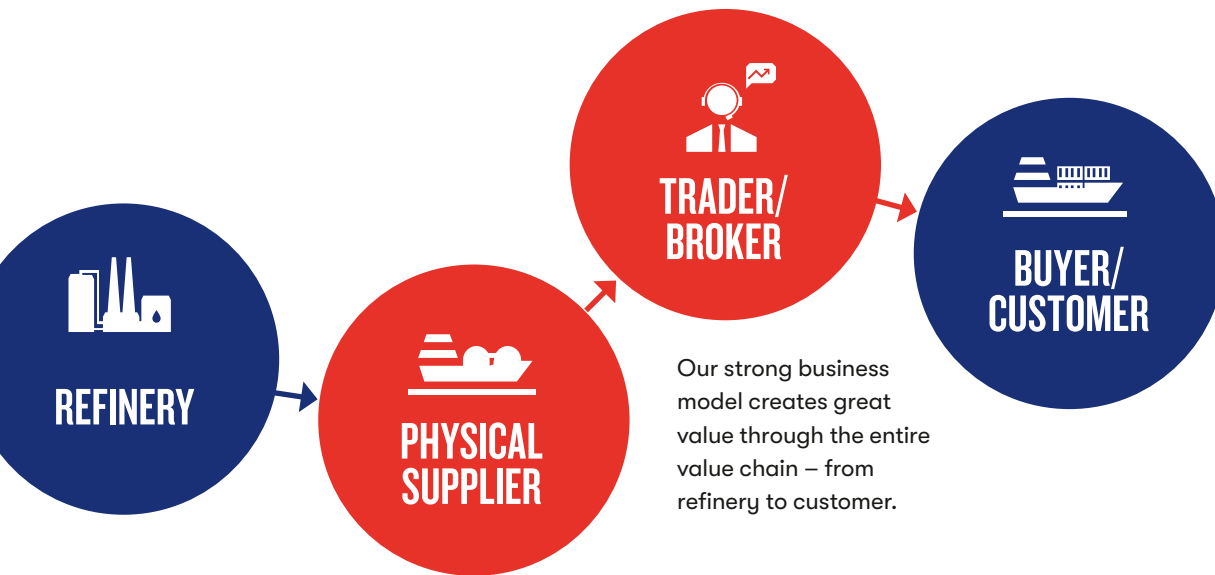 REFINERY
PHYSICAL
SUPPLIER
TRADER/
BROKER
BUYER/
CUSTOMER
Our strong business
model creates great
value through the entire
value chain – from
refinery to customer.